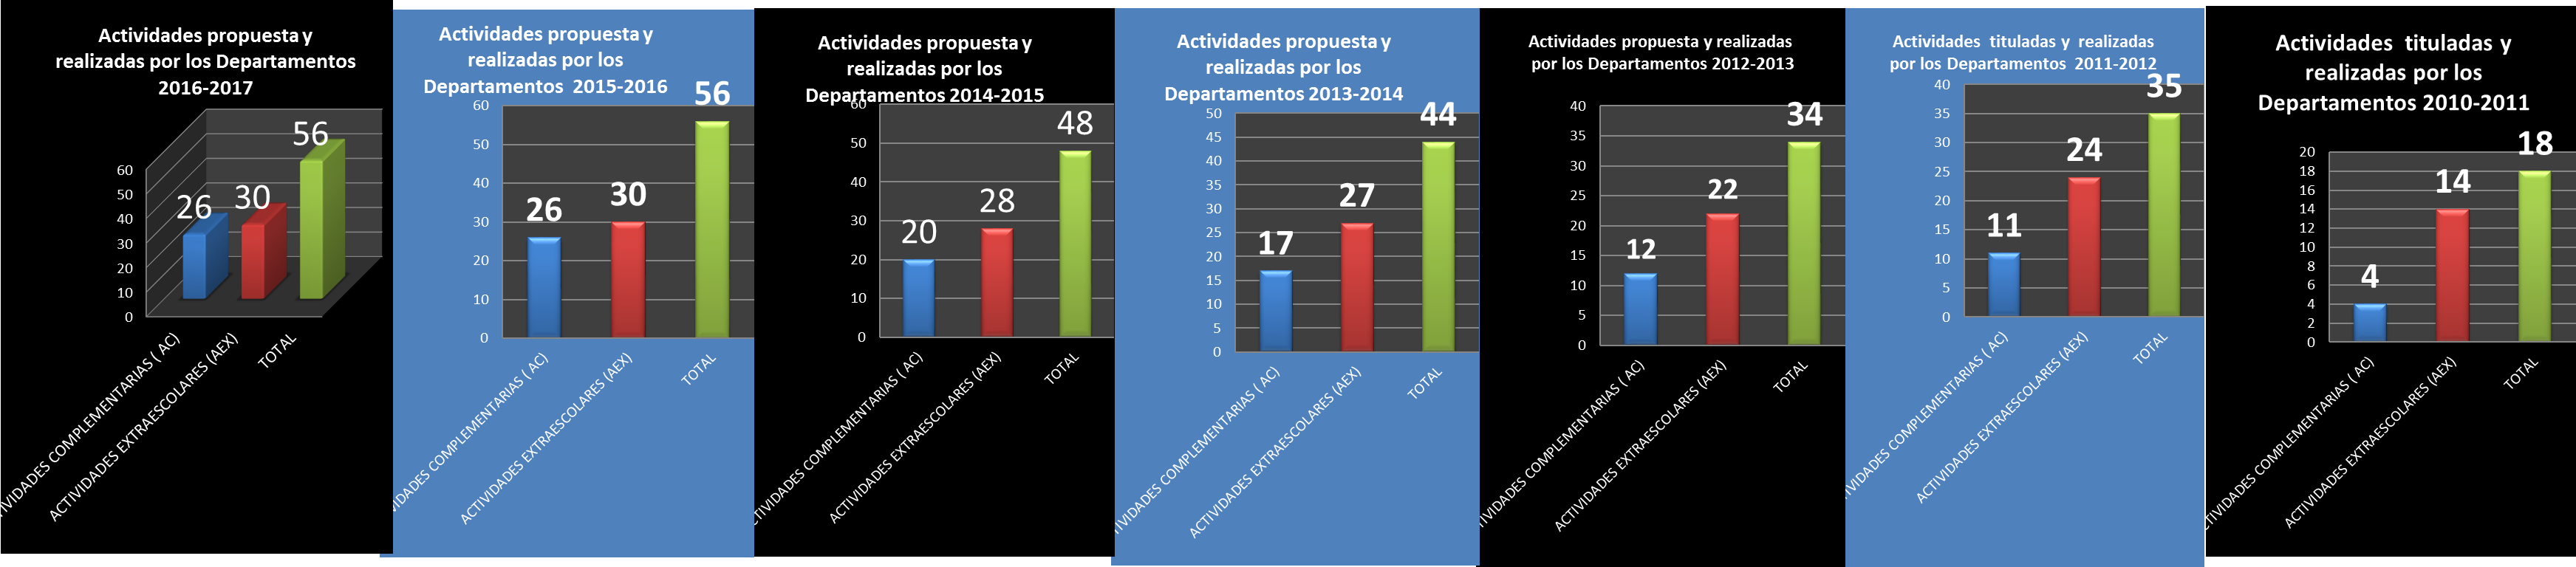 Actividades propuesta y
realizadas por los Departamentos
2016-2017
56
30
26
60
50
40
30
20
10
0
TIVIDADES COMPLEMENTARIAS ( AC)
ACTIVIDADES EXTRAESCOLARES (AEX)
TOTAL
Actividades propuesta y
realizadas por los
Departamentos 2015-2016
56
30
26
60
50
40
30
20
10
0
IDADES COMPLEMENTARIAS ( AC)
ACTIVIDADES EXTRAESCOLARES (AEX)
TOTAL
Actividades propuesta y
realizadas por los
Departamentos 2014-2015
48
28
20
60
50
40
30
20
10
0
CTIVIDADES COMPLEMENTARIAS ( AC)
ACTIVIDADES EXTRAESCOLARES (AEX)
TOTAL
Actividades propuesta y
realizadas por los
Departamentos 2013-2014
44
27
17
50
45
40
35
30
25
20
15
10
5
0
TIVIDADES COMPLEMENTARIAS ( AC)
ACTIVIDADES EXTRAESCOLARES (AEX)
TOTAL
Actividades propuesta y realizadas
por los Departamentos 2012-2013
34
22
12
40
35
30
25
20
15
10
5
0
TIVIDADES COMPLEMENTARIAS ( AC)
ACTIVIDADES EXTRAESCOLARES (AEX)
TOTAL
Actividades tituladas y realizadas
por los Departamentos 2011-2012
35
24
11
40
35
30
25
20
15
10
5
0
IVIDADES COMPLEMENTARIAS ( AC)
ACTIVIDADES EXTRAESCOLARES (AEX)
TOTAL
Actividades tituladas y
realizadas por los
Departamentos 2010-2011
18
14
4
20
18
16
14
12
10
8
6
4
2
0
CTIVIDADES COMPLEMENTARIAS ( AC)
ACTIVIDADES EXTRAESCOLARES (AEX)
TOTAL